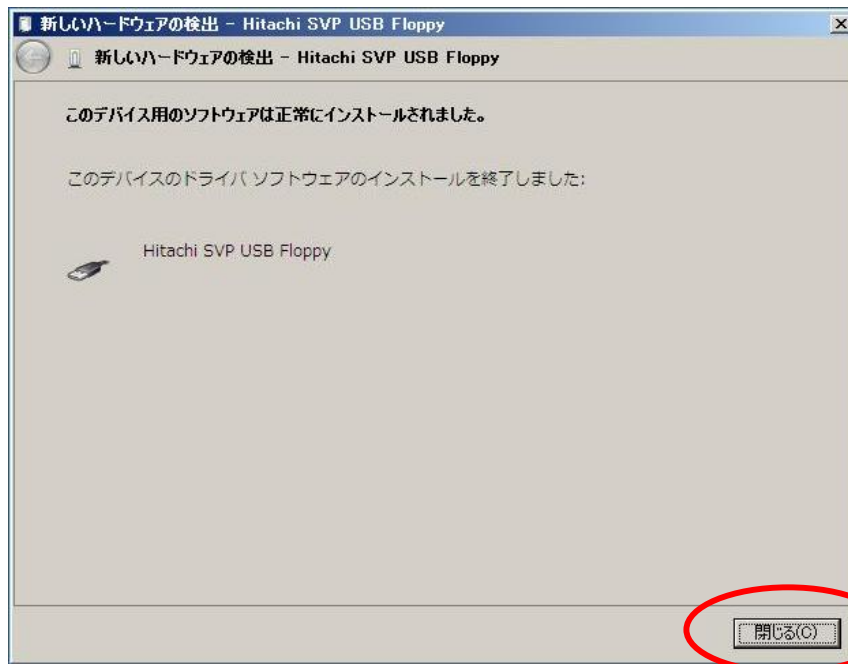 新しいハードウェアの検出 - Hitachi SVP USB Floppy
新しいハードウェアの検出 - Hitachi SVP USB Floppy
このデバイス用のソフトウェアは正常にインストールされました。
このデバイスのドライバ ソフトウェアのインストールを終了しました:
Hitachi SVP USB Floppy
閉じる(C)